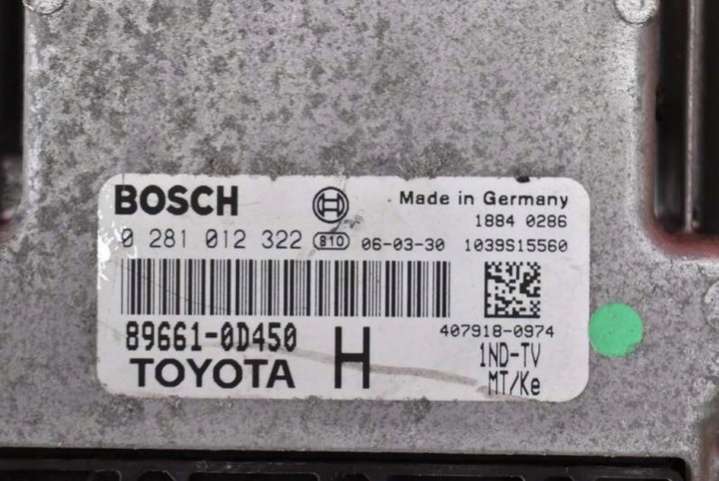 BOSCH Made in Germany
1884 0286
0 281 012 322 810 06-03-30 1039S15560
407918-0974
89661-0D450 H 1ND-TV
TOYOTA MT/Ke